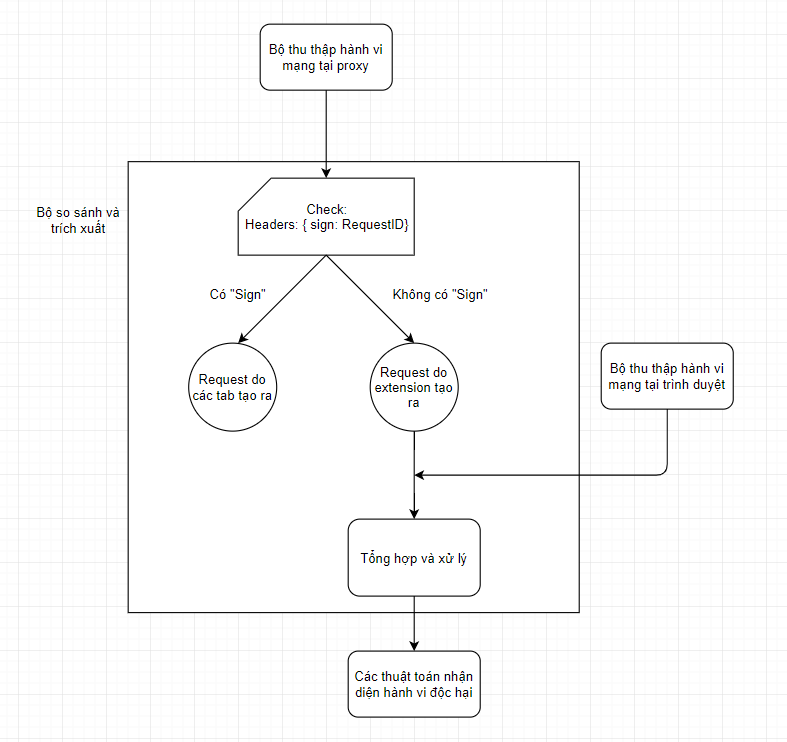 Bộ thu thập hành vi
mạng tại proxy
Bộ so sánh và
trích xuất
Check:
Headers: { sign: RequestID}
Có "Sign"
Không có "Sign"
Request do
các tab tạo ra
Request do
extension tạo
ra
Bộ thu thập hành vi
mạng tại trình duyệt
Tổng hợp và xử lý
Các thuật toán nhận
diện hành vi độc hại